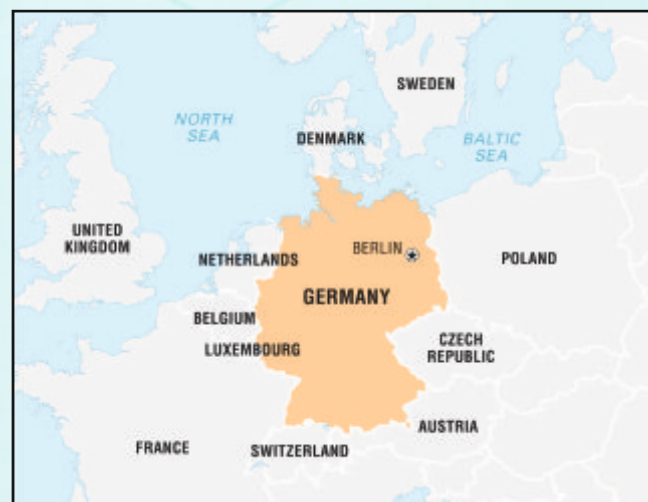 SWEDEN
NORTH
SEA
DENMARK
BALTIC
SEA
UNITED
KINGDOM
NETHERLANDS
BERLIN
POLAND
GERMANY
BELGIUM
LUXEMBOURG
CZECH
REPUBLIC
AUSTRIA
FRANCE
SWITZERLAND